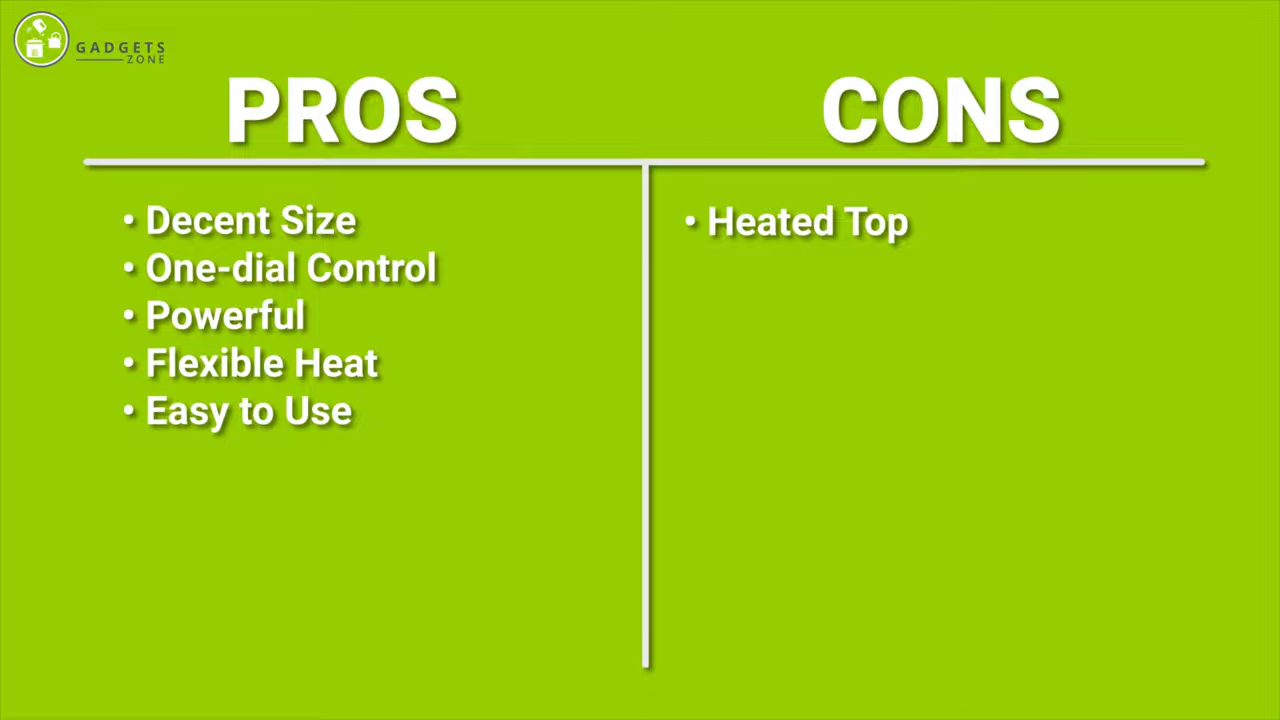 GADGETS
ZONE
PROS
CONS
• Decent Size
• One-dial Control
• Powerful
• Flexible Heat
• Easy to Use
• Heated Top